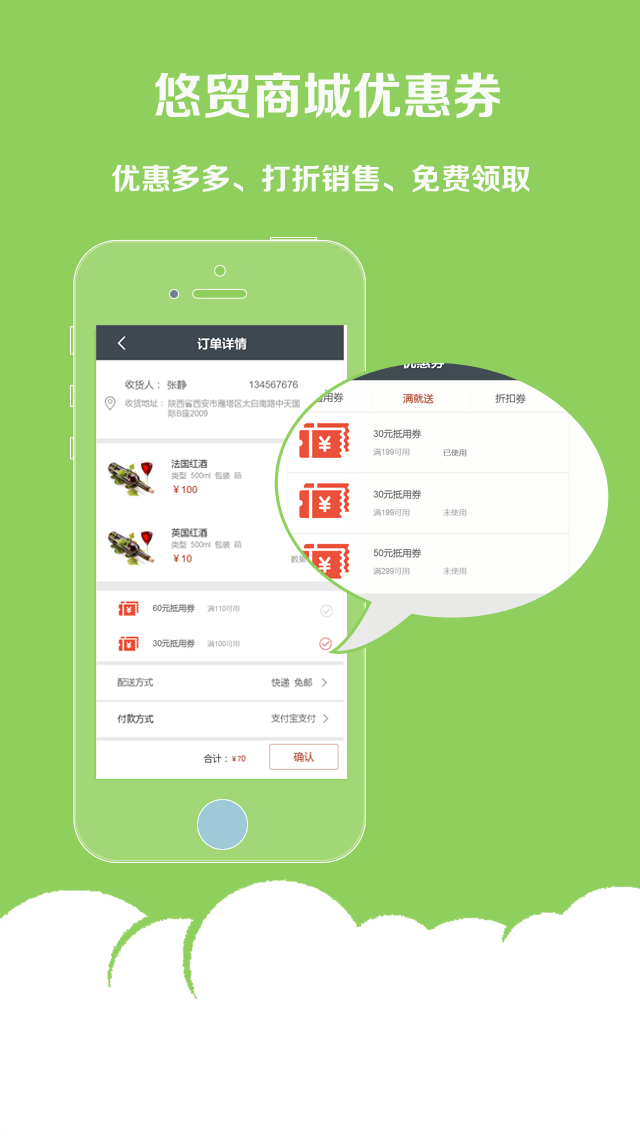 悠贸商城优惠券
优惠多多、打折销售、免费领取
订单详情
收货人： 张静 134567676
收货地址： 陕西省西安市雁塔区太白南路中天国
际B座2009
法国红酒
类型 500ml 包装 箱
￥100
英国红酒
类型 500ml 包装 箱
￥10
数量
60元抵用券 满110可用
30元抵用券 满100可用
配送方式 快递 免邮
付款方式 支付宝支付
合计：￥70 确认
优惠券
用券 满就送 折扣券
30元抵用券
满199可用 已使用
30元抵用券
满199可用 未使用
50元抵用券
满299可用 未使用